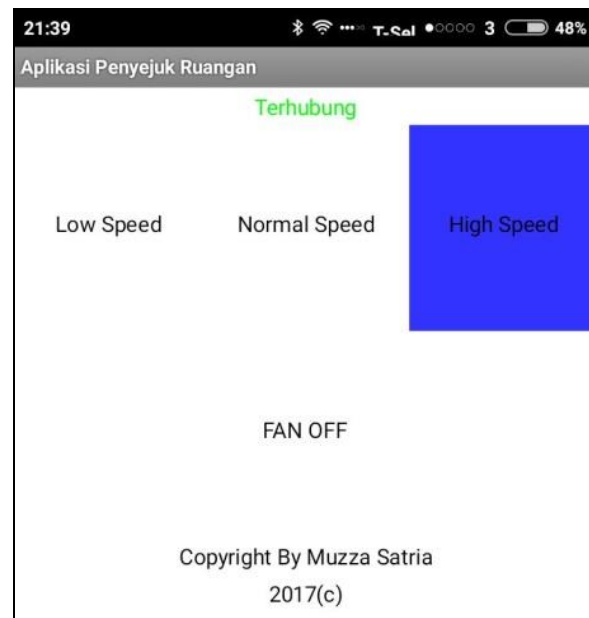 21:39 T-Sel 3 48%
Aplikasi Penyejuk Ruangan
Terhubung
Low Speed Normal Speed High Speed
FAN OFF
Copyright By Muzza Satria
2017(c)